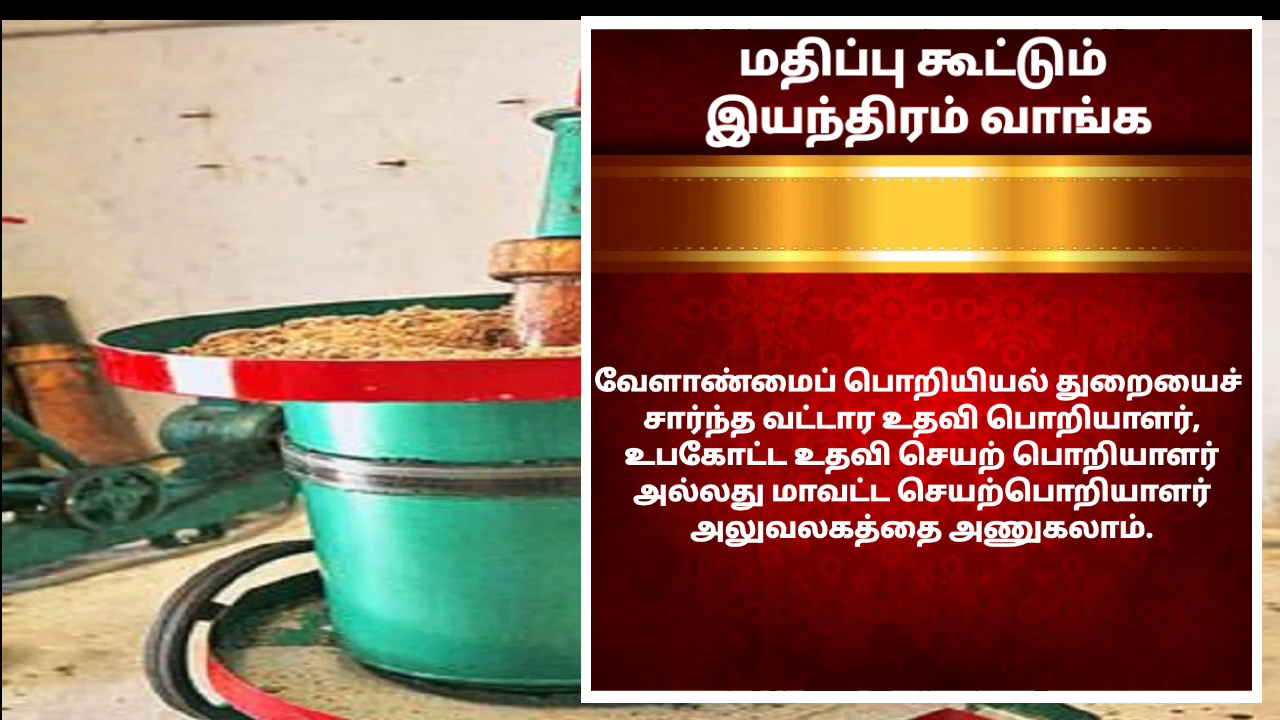 மதிப்பு கூட்டும்
இயந்திரம் வாங்க
வேளாண்மைப் பொறியியல் துறையைச்
சார்ந்த வட்டார உதவி பொறியாளர்,
உபகோட்ட உதவி செயற் பொறியாளர்
அல்லது மாவட்ட செயற்பொறியாளர்
அலுவலகத்தை அணுகலாம்.